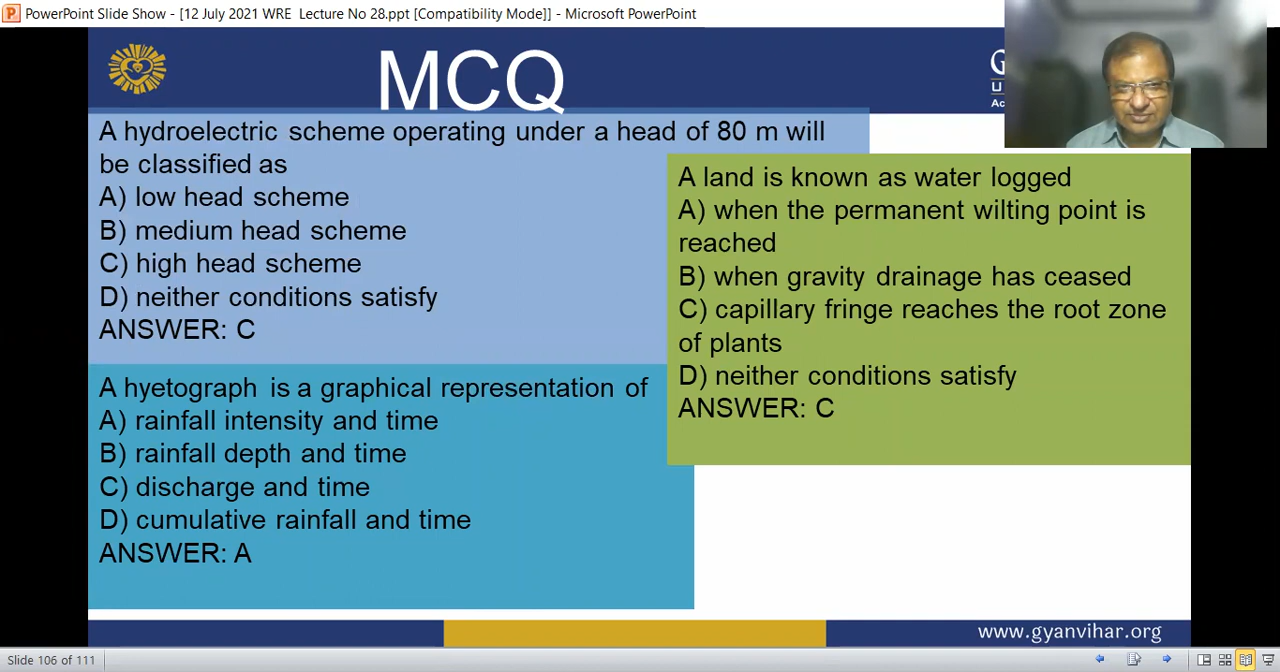 PowerPoint Slide Show - [12 July 2021 WRE  Lecture No 28.ppt [Compatibility Mode]] - Microsoft PowerPoint
MCQ
A hydroelectric scheme operating under a head of 80 m will
be classified as
A) low head scheme
B) medium head scheme
C) high head scheme
D) neither conditions satisfy
ANSWER: C
A hyetograph is a graphical representation of
A) rainfall intensity and time
B) rainfall depth and time
C) discharge and time
D) cumulative rainfall and time
ANSWER: A
A land is known as water logged
A) when the permanent wilting point is
reached
B) when gravity drainage has ceased
C) capillary fringe reaches the root zone
of plants
D) neither conditions satisfy
ANSWER: C
www.gyanvihar.org
Slide 106 of 111